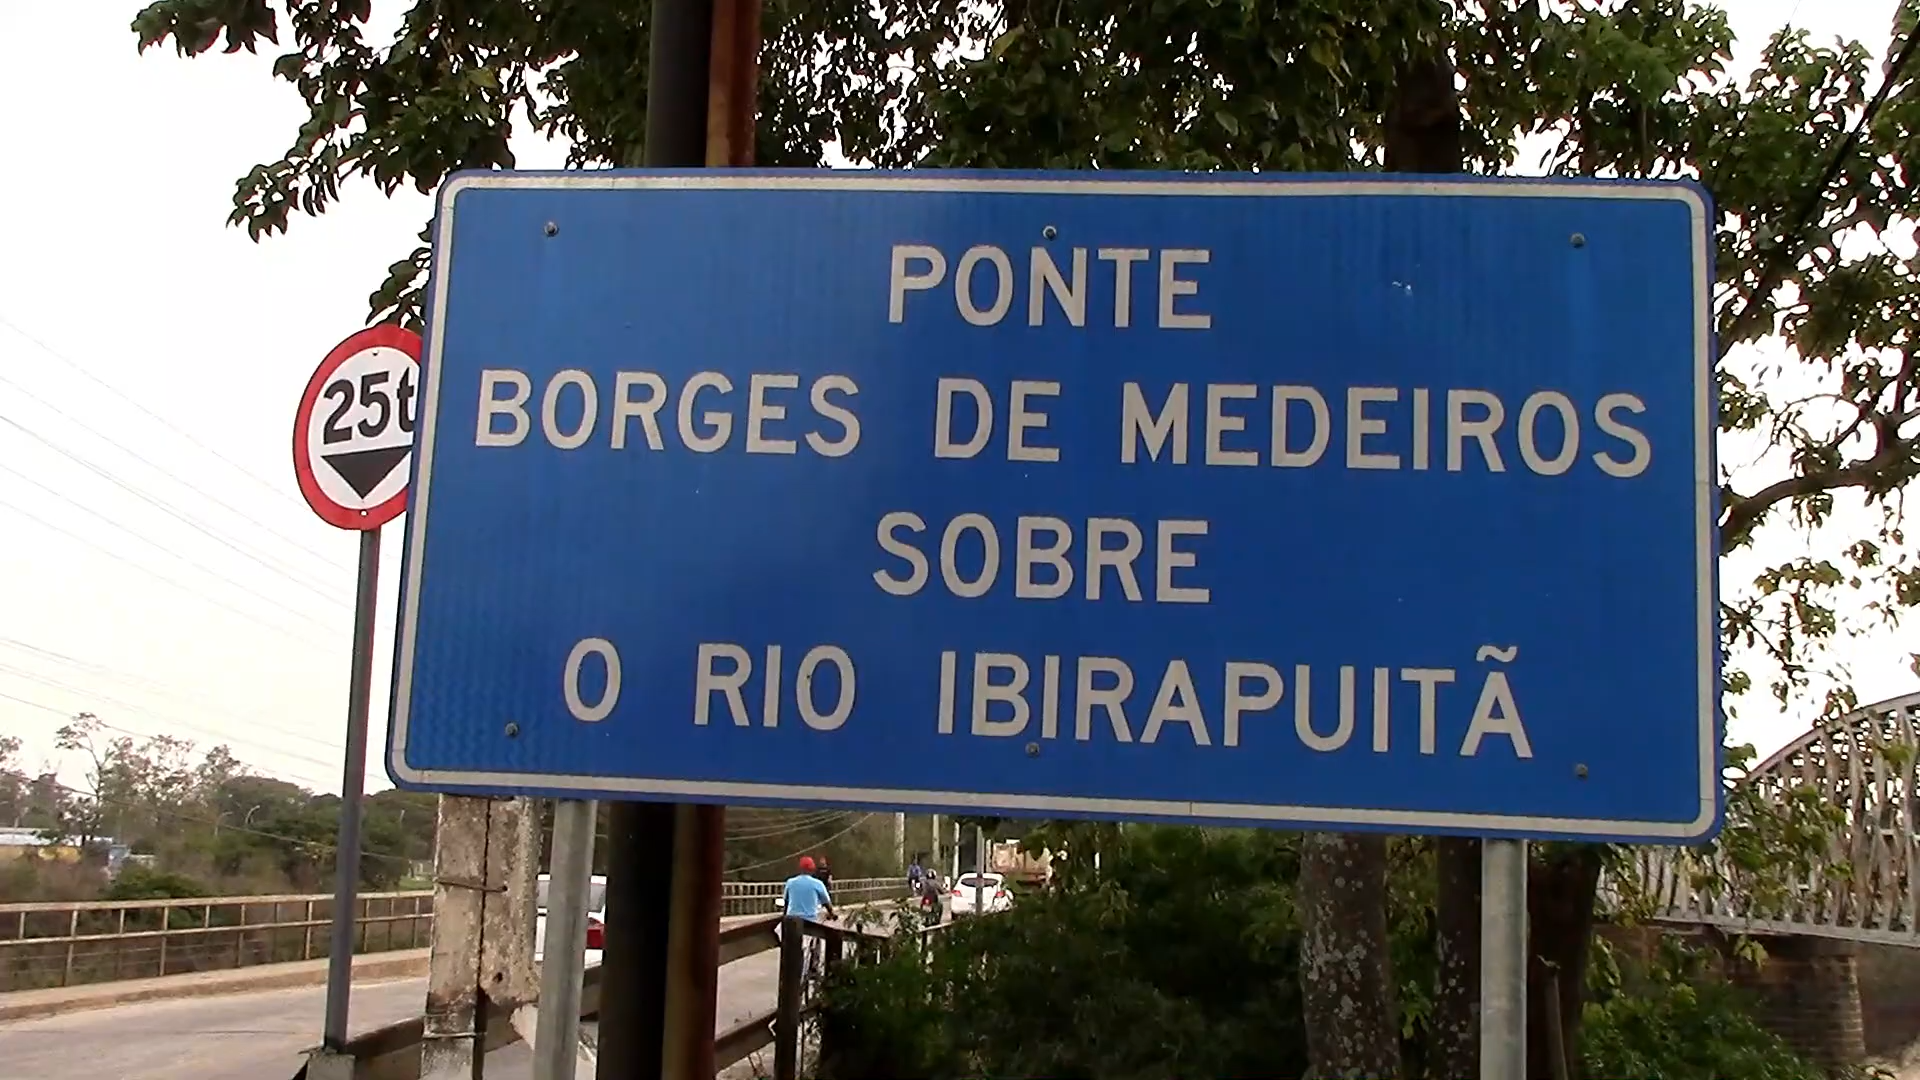 25t
PONTE
BORGES DE MEDEIROS
SOBRE
O RIO IBIRAPUITÃ